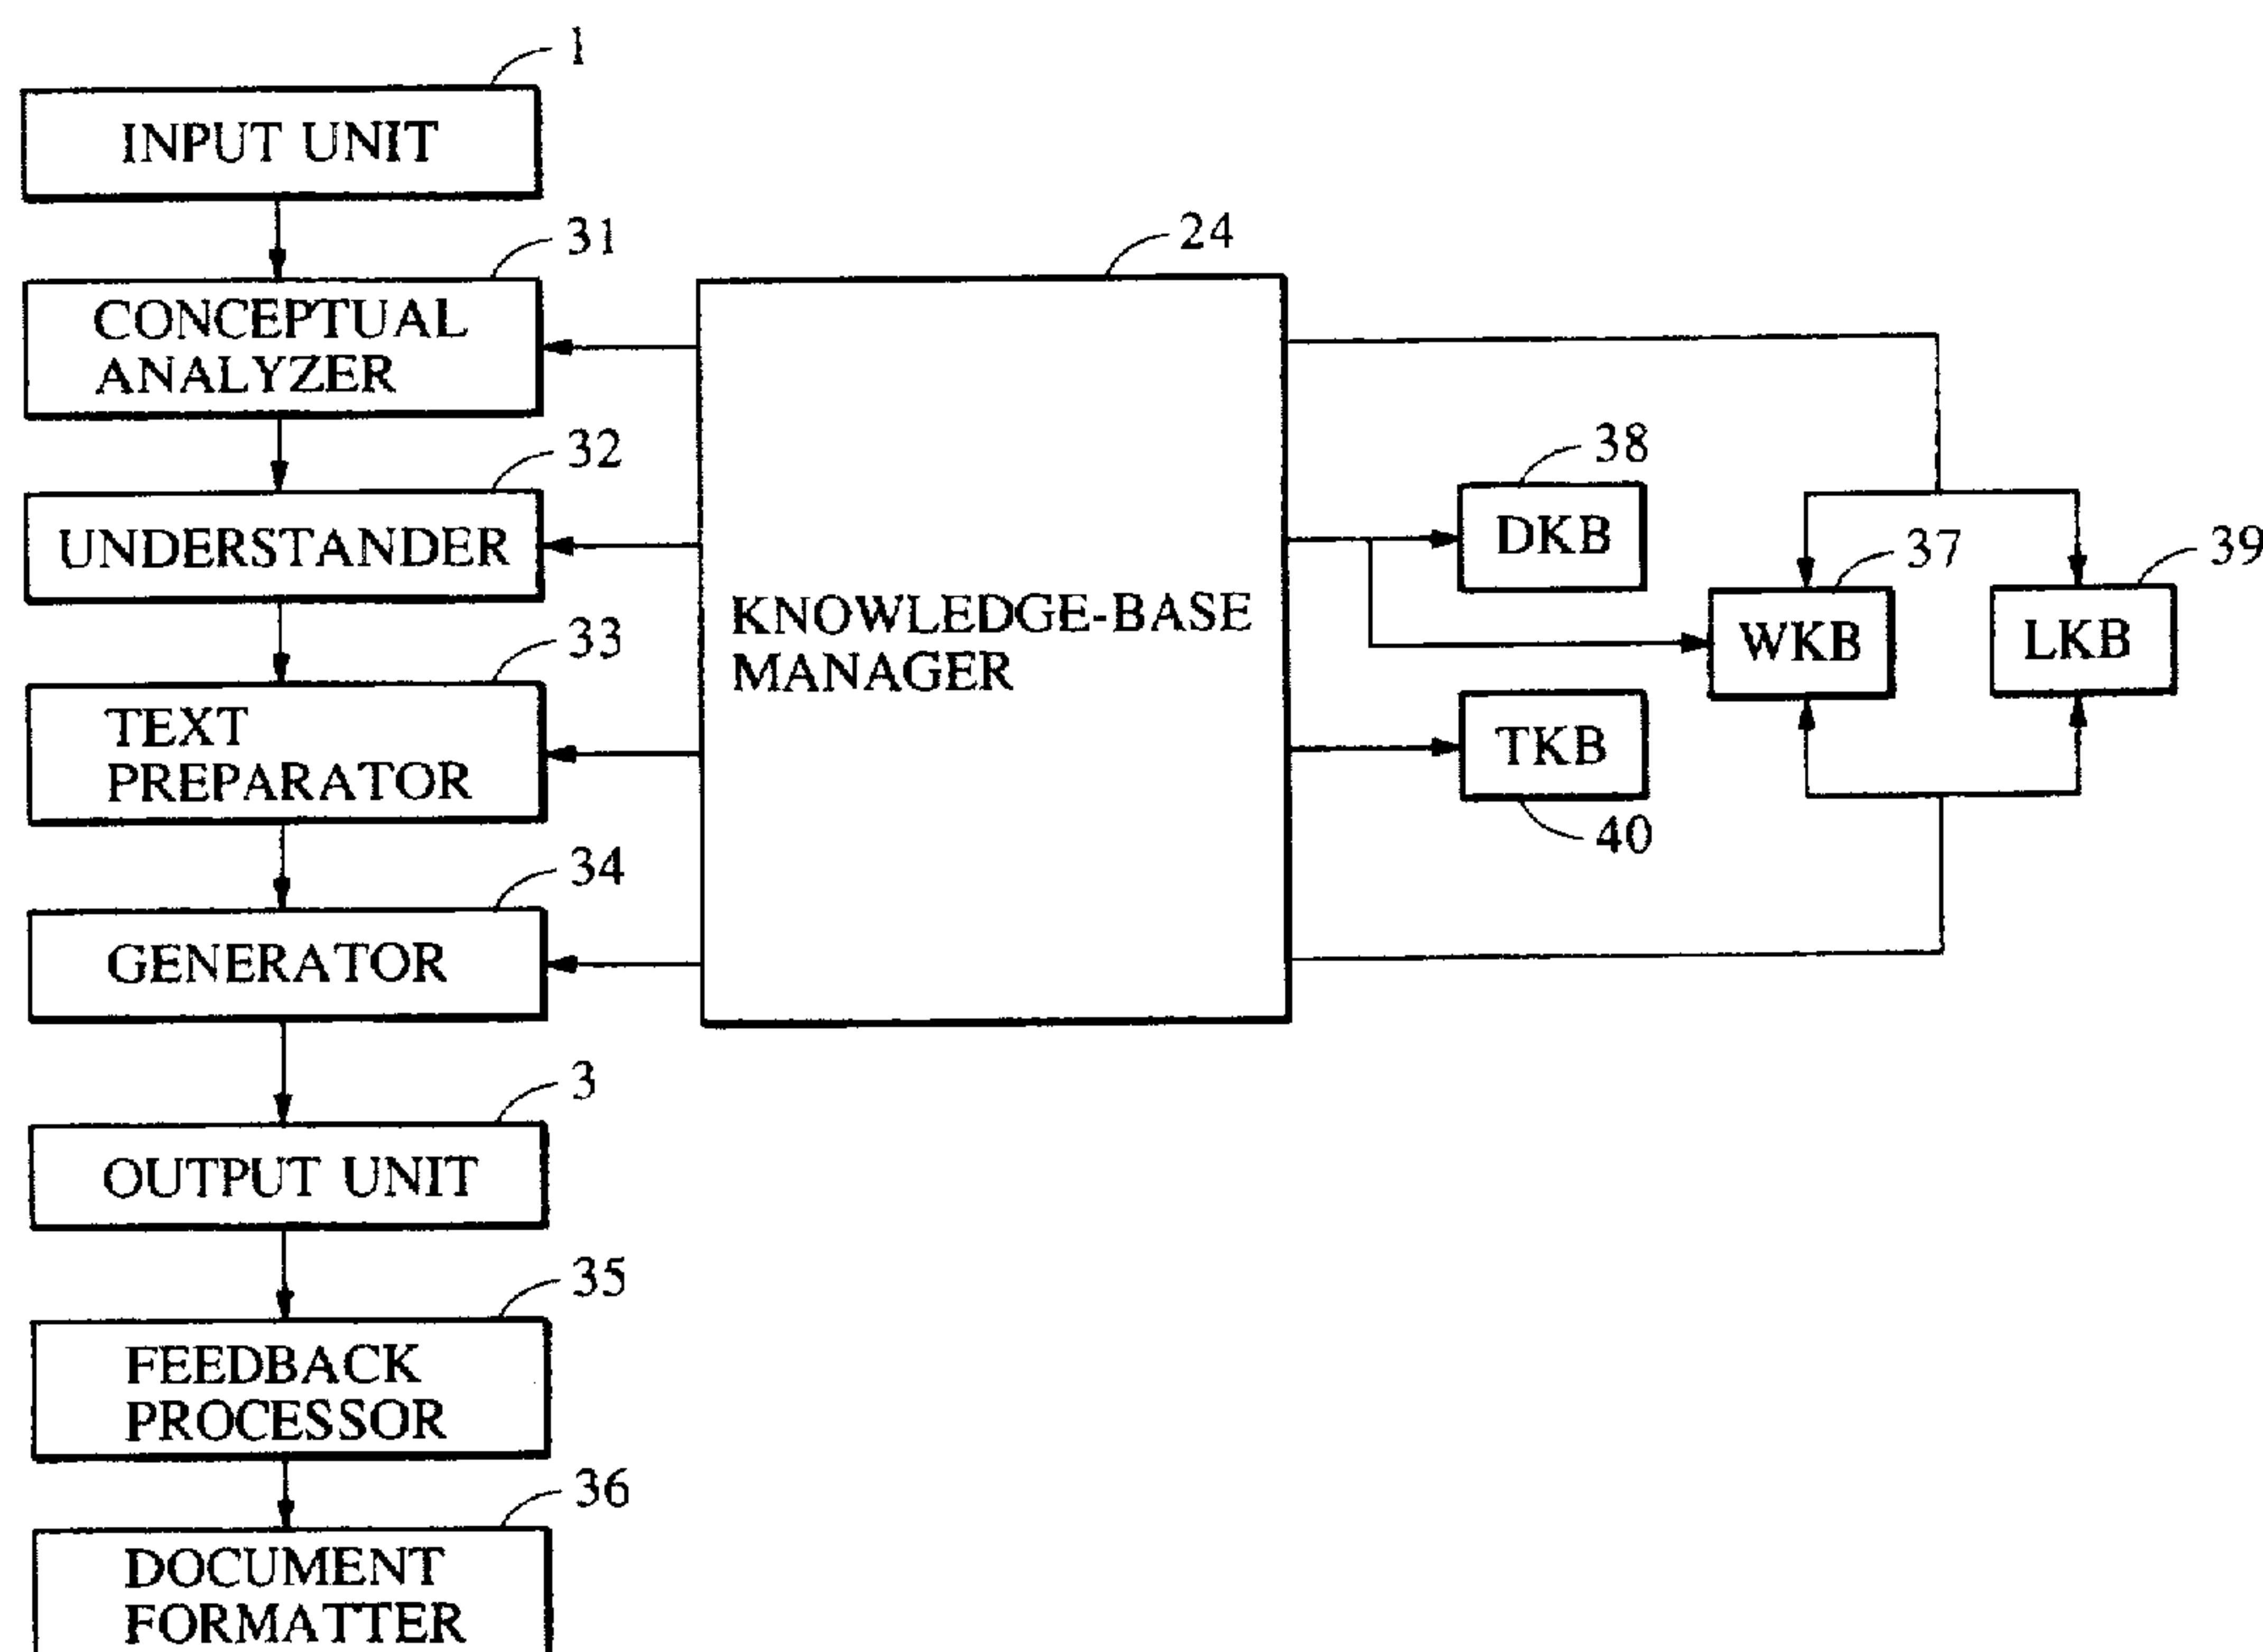 1
INPUT UNIT
31
CONCEPTUAL
ANALYZER
32
UNDERSTANDER
33
TEXT
PREPARATOR
34
GENERATOR
3
OUTPUT UNIT
35
FEEDBACK
PROCESSOR
36
DOCUMENT
FORMATTER
24
KNOWLEDGE-BASE
MANAGER
38
DKB
37
WKB
39
LKB
TKB
40